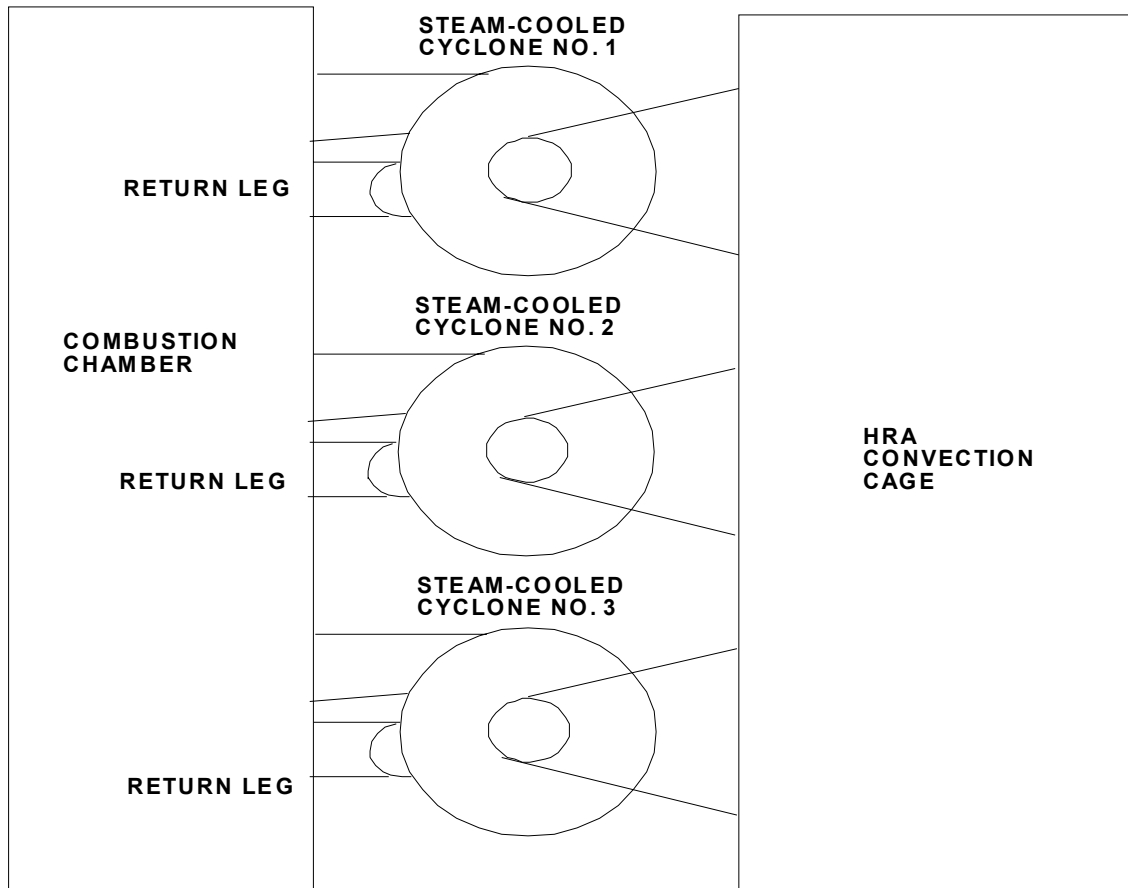 STEAM-COOLED
CYCLONE NO. 1
RETURN LEG
STEAM-COOLED
CYCLONE NO. 2
COMBUSTION
CHAMBER
RETURN LEG
HRA
CONVECTION
CAGE
STEAM-COOLED
CYCLONE NO. 3
RETURN LEG